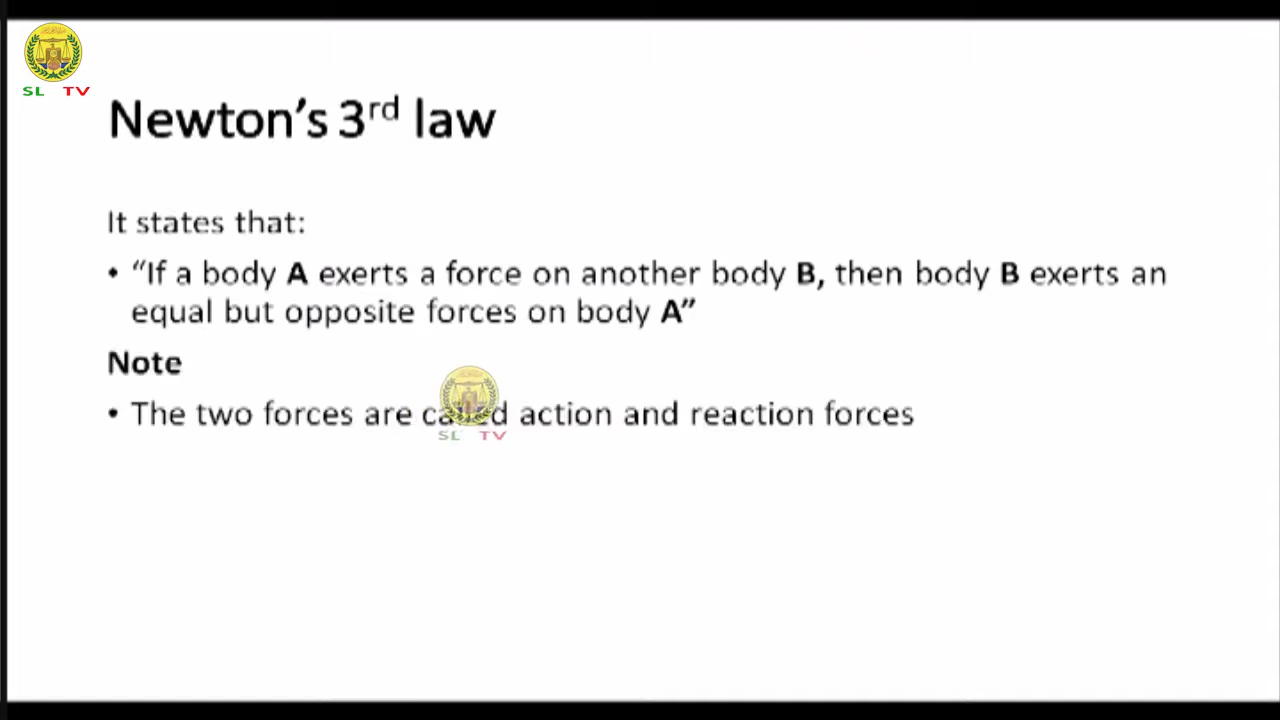 SL TV
Newton's 3rd law
It states that:
• “If a body A exerts a force on another body B, then body B exerts an
equal but opposite forces on body A”
Note
• The two forces are called action and reaction forces
SL TV